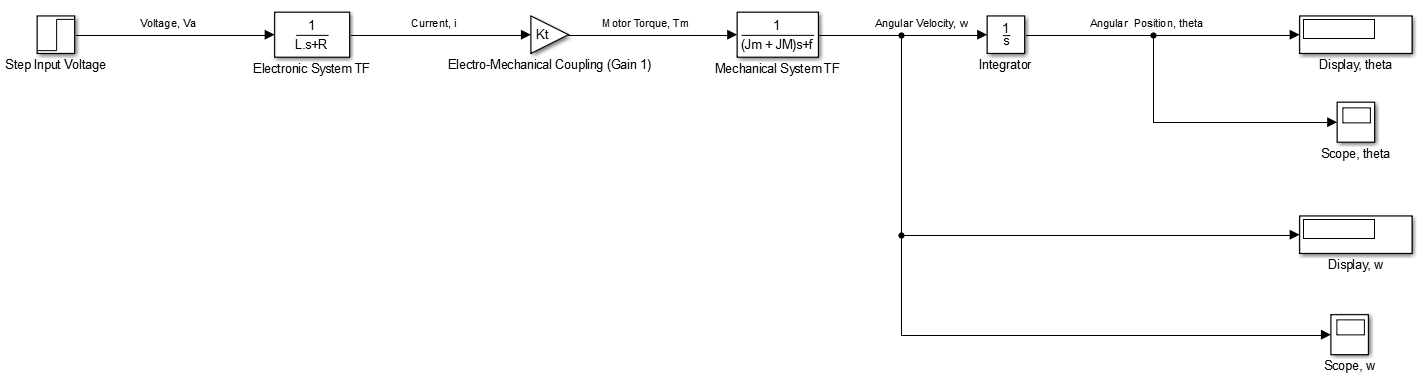 Voltage, Va
Current, i
Motor Torque, Tm
Angular Velocity, w
Angular Position, theta
1
L.s+R
Kt
1
(Jm + JM)s+f
1
s
Step Input Voltage
Electronic System TF
Electro-Mechanical Coupling (Gain 1)
Mechanical System TF
Integrator
Display, theta
Scope, theta
Display, w
Scope, w